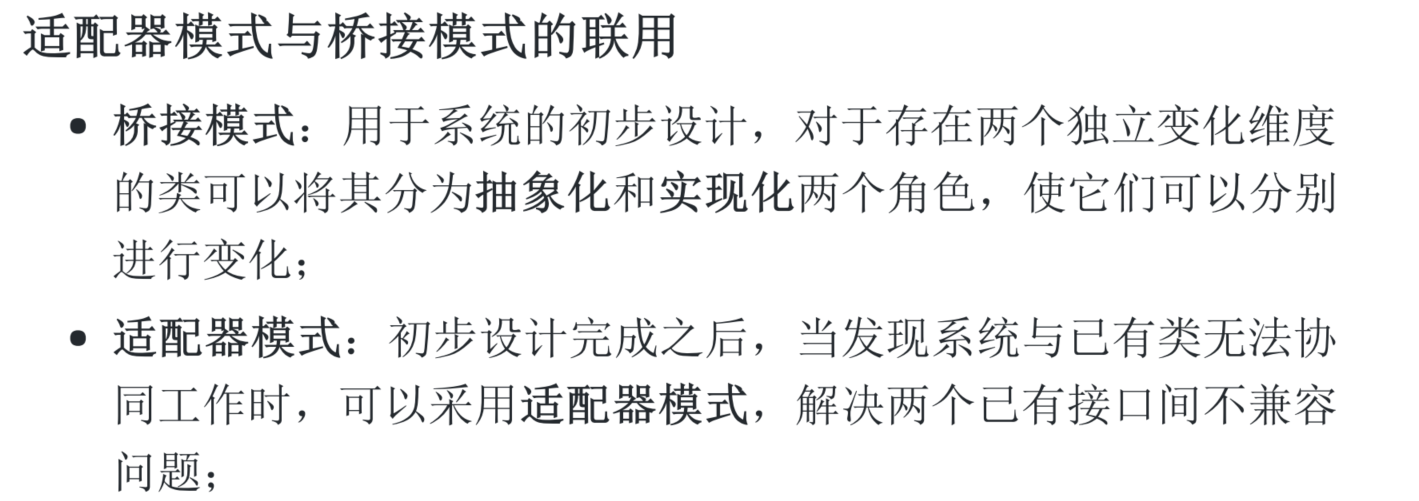 适配器模式与桥接模式的联用
• 桥接模式：用于系统的初步设计，对于存在两个独立变化维度
的类可以将其分为抽象化和实现化两个角色，使它们可以分别
进行变化；
• 适配器模式：初步设计完成之后，当发现系统与已有类无法协
同工作时，可以采用适配器模式，解决两个已有接口间不兼容
问题；